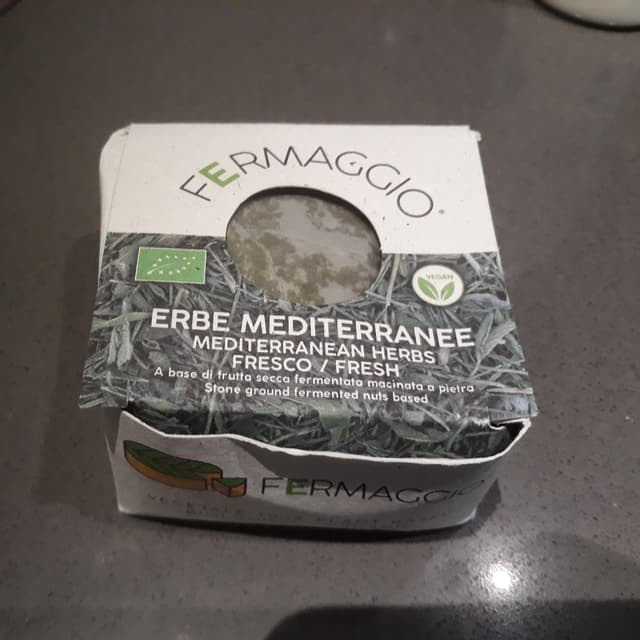 FERMAGGIO
VEGAN
ERBE MEDITERRANEE
MEDITERRANEAN HERBS
FRESCO / FRESH
A base di frutta secca fermentata macinata a pietra
Stone ground fermented nuts based
FERMAGGIO